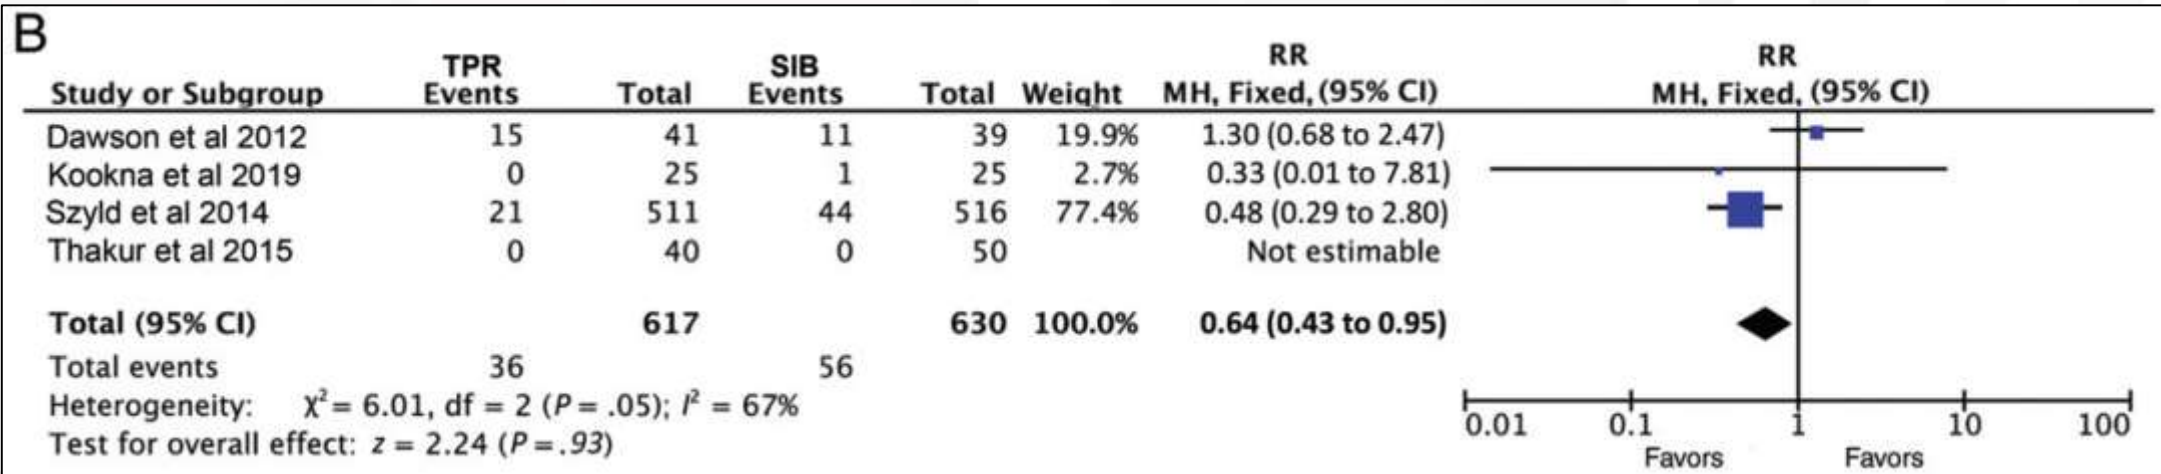 B
TPR SIB RR RR
Study or Subgroup Events Total Events Total Weight MH, Fixed, (95% CI) MH, Fixed, (95% CI)
Dawson et al 2012 15 41 11 39 19.9% 1.30 (0.68 to 2.47)
Kookna et al 2019 0 25 1 25 2.7% 0.33 (0.01 to 7.81)
Szyld et al 2014 21 511 44 516 77.4% 0.48 (0.29 to 2.80)
Thakur et al 2015 0 40 0 50 Not estimable
Total (95% CI) 617 630 100.0% 0.64 (0.43 to 0.95)
Total events 36 56
Heterogeneity: χ² = 6.01, df = 2 (P = .05); I² = 67%
Test for overall effect: z = 2.24 (P = .93)
0.01 0.1 1 10 100
Favors Favors